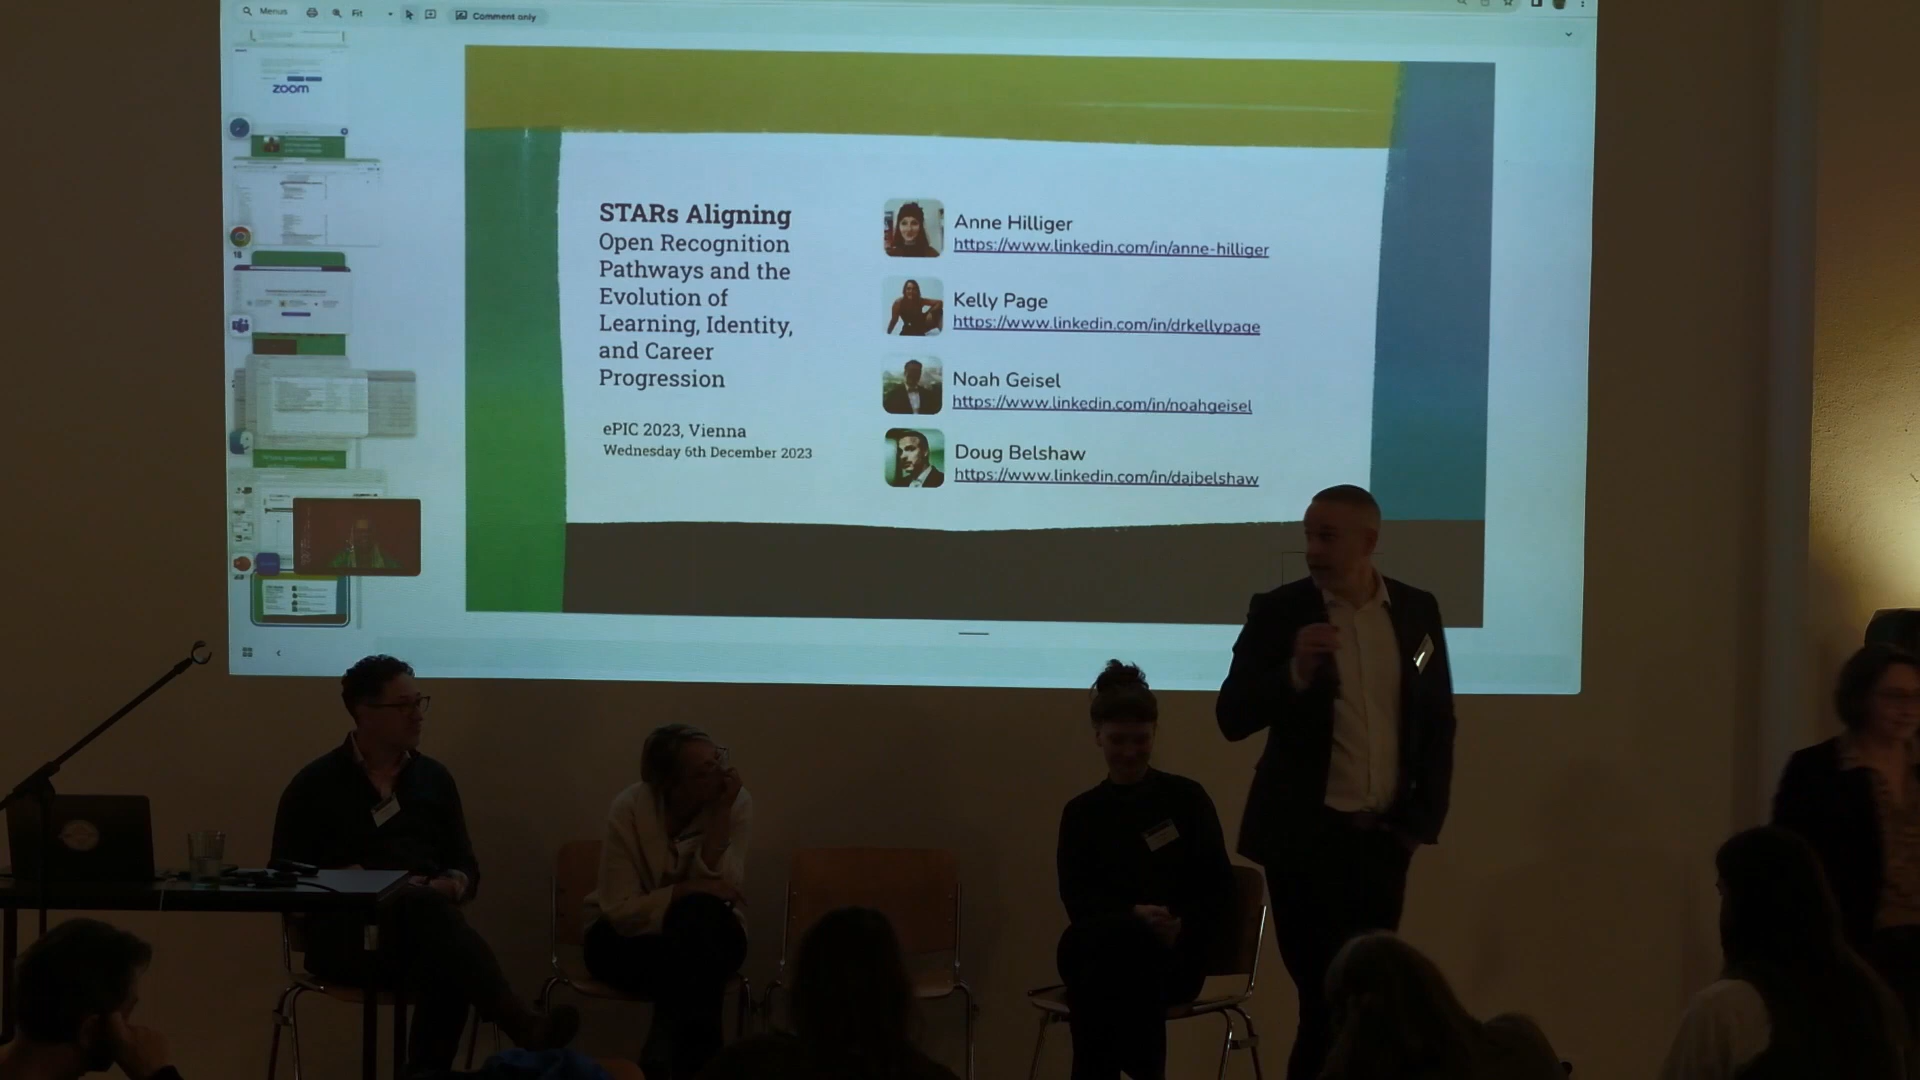 Menus
Fit
Comment only
zoom
18
STARs Aligning
Open Recognition
Pathways and the
Evolution of
Learning, Identity,
and Career
Progression
ePIC 2023, Vienna
Wednesday 6th December 2023
Anne Hilliger
https://www.linkedin.com/in/anne-hilliger
Kelly Page
https://www.linkedin.com/in/drkellypage
Noah Geisel
https://www.linkedin.com/in/noahgeisel
Doug Belshaw
https://www.linkedin.com/in/dajbelshaw